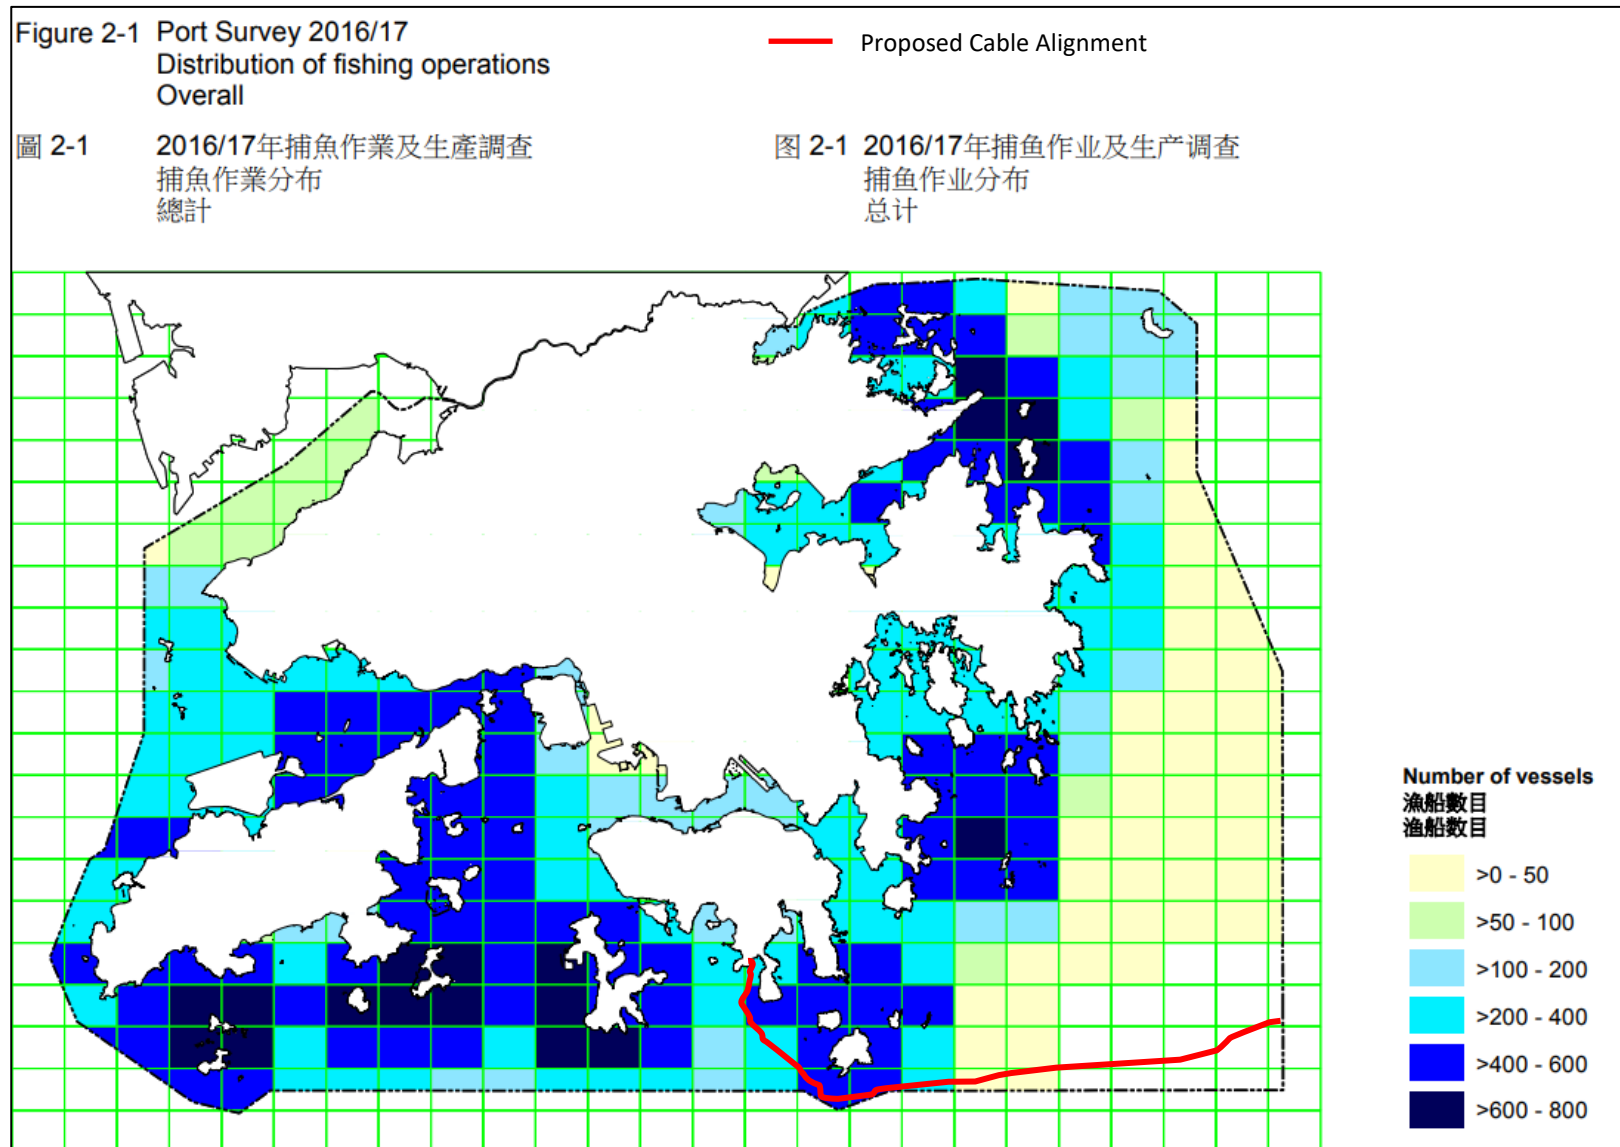 Figure 2-1 Port Survey 2016/17
Distribution of fishing operations
Overall
Proposed Cable Alignment
圖 2-1 2016/17年捕魚作業及生產調查
捕魚作業分布
總計
图 2-1 2016/17年捕鱼作业及生产调查
捕鱼作业分布
总计
Number of vessels
漁船數目
渔船数目
>0 - 50
>50 - 100
>100 - 200
>200 - 400
>400 - 600
>600 - 800